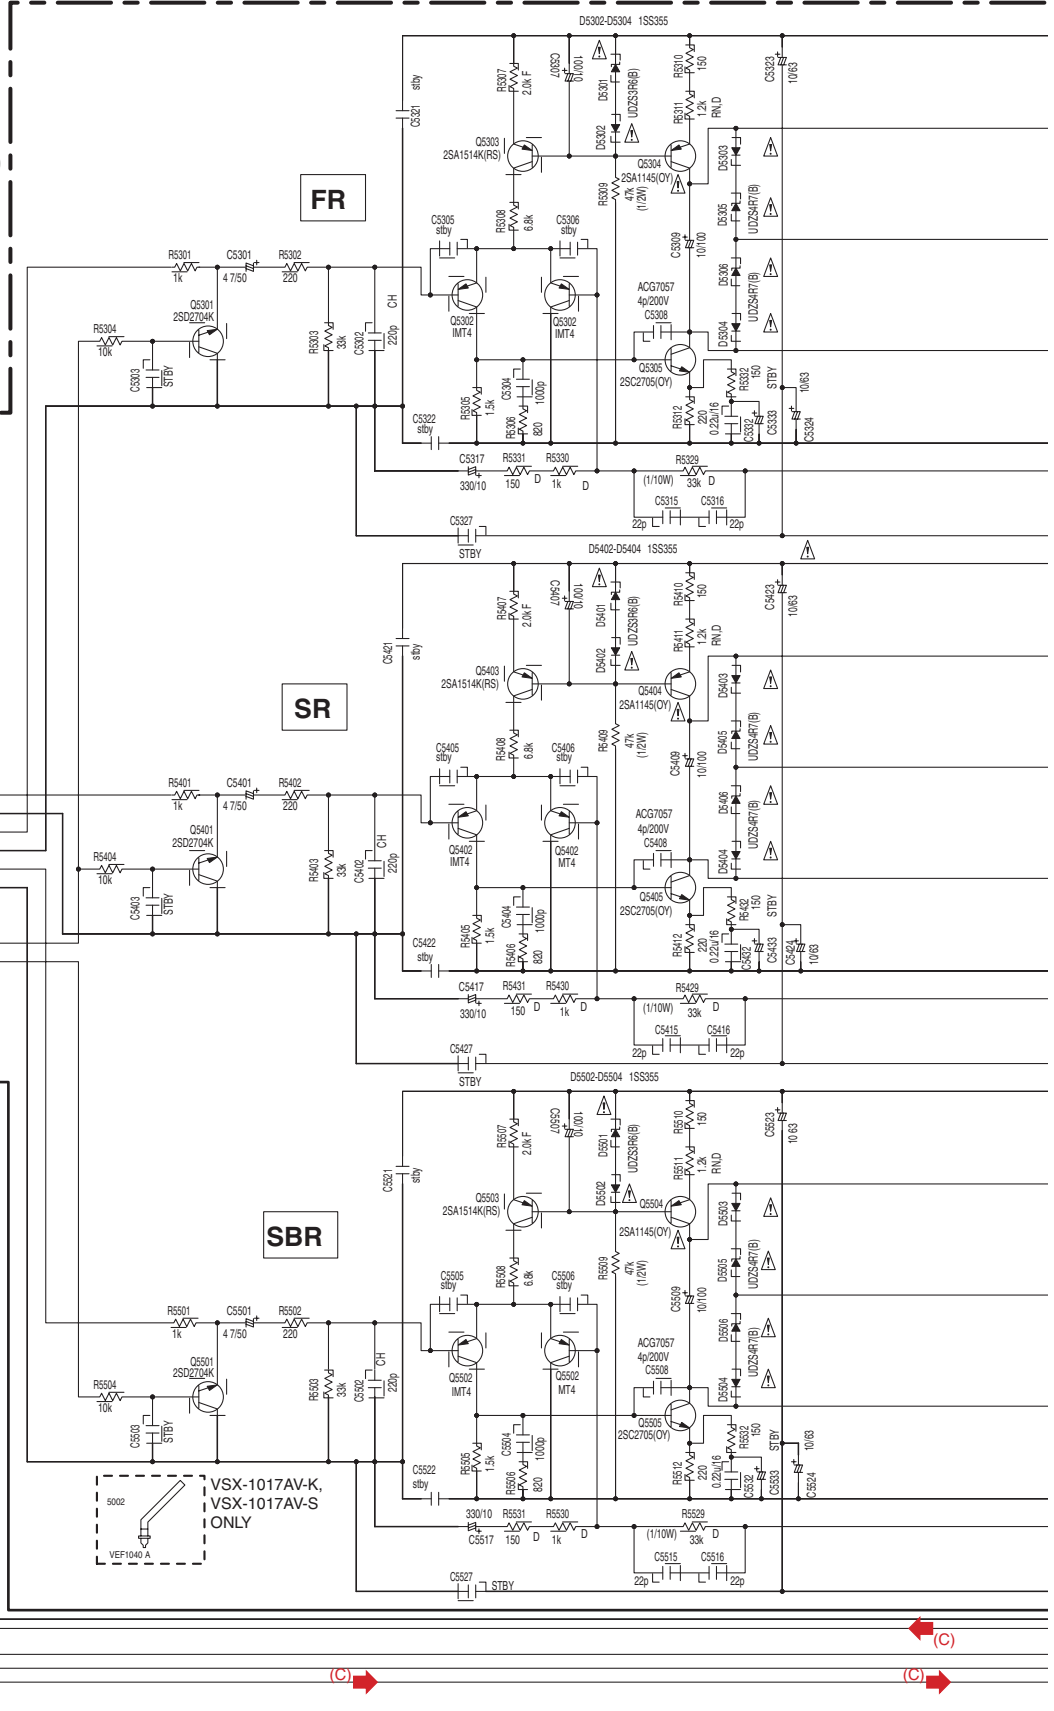 D5302-D5304 1SS355
stby
C5321
R5307
2.0k F
C5307
100/10
D5301
UDZS3R6(B)
D5302
R5310
150
R5311
1.2k
RN,D
C5323
10/63
Q5303
2SA1514K(RS)
Q5304
2SA1145(OY)
D5303
FR
R5308
6.8k
R5309
47k
(1/2W)
D5305
UDZS4R7(B)
C5305
stby
C5306
stby
C5309
10/100
R5301
1k
C5301
4 7/50
R5302
220
D5306
UDZS4R7(B)
Q5301
2SD2704K
CH
Q5302
IMT4
Q5302
IMT4
ACG7057
4p/200V
C5308
D5304
R5304
10k
R5303
33k
C5302
220p
Q5305
2SC2705(OY)
C5303
STBY
R5305
1.5k
C5304
1000p
R5306
820
R5312
220
R5332
150
0.22u/16
C5332
STBY
C5333
10/63
C5324
C5322
stby
C5317
330/10
R5331
150
D
R5330
1k
D
R5329
(1/10W)
33k
D
C5315
22p
C5316
22p
C5327
STBY
D5402-D5404 1SS355
C5421
stby
R5407
2.0k F
C5407
100/10
D5401
UDZS3R6(B)
D5402
R5410
150
R5411
1.2k
RN,D
C5423
10/63
Q5403
2SA1514K(RS)
Q5404
2SA1145(OY)
D5403
SR
R5408
6.8k
R5409
47k
(1/2W)
D5405
UDZS4R7(B)
C5405
stby
C5406
stby
C5409
10/100
R5401
1k
C5401
4 7/50
R5402
220
D5406
UDZS4R7(B)
Q5401
2SD2704K
CH
Q5402
IMT4
Q5402
MT4
ACG7057
4p/200V
C5408
D5404
R5404
10k
R5403
33k
C5402
220p
Q5405
2SC2705(OY)
C5403
STBY
R5405
1.5k
C5404
1000p
R5406
820
R5412
220
R5432
150
0.22u/16
C5432
STBY
C5433
C5424
10/63
C5422
stby
C5417
330/10
R5431
150
D
R5430
1k
D
R5429
(1/10W)
33k
D
C5415
22p
C5416
22p
C5427
STBY
D5502-D5504 1SS355
C5521
stby
R5507
2.0k F
C5507
100/10
D5501
UDZS3R6(B)
D5502
R5510
150
R5511
1.2k
RN,D
C5523
10 63
Q5503
2SA1514K(RS)
Q5504
2SA1145(OY)
D5503
SBR
R5508
6.8k
R5509
47k
(1/2W)
D5505
UDZS4R7(B)
C5505
stby
C5506
stby
C5509
10/100
R5501
1k
C5501
4 7/50
R5502
220
D5506
UDZS4R7(B)
Q5501
2SD2704K
CH
Q5502
IMT4
Q5502
MT4
ACG7057
4p/200V
C5508
D5504
R5504
10k
R5503
33k
C5502
220p
Q5505
2SC2705(OY)
C5503
STBY
R5505
1.5k
C5504
1000p
R5506
820
R5512
220
R5532
150
0.22u/16
C5532
STBY
C5533
10/63
C5524
C5522
stby
5002
VEF1040 A
VSX-1017AV-K,
VSX-1017AV-S
ONLY
330/10
C5517
R5531
150
D
R5530
1k
D
R5529
(1/10W)
33k
D
C5515
22p
C5516
22p
C5527
STBY
(C)
(C)
(C)